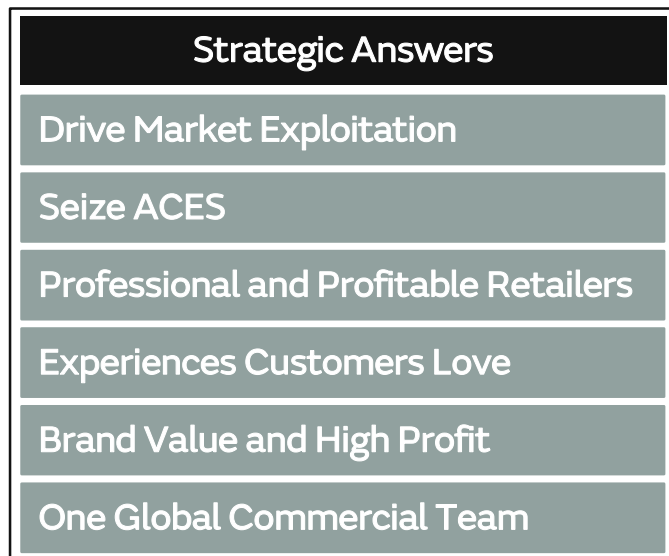 Strategic Answers
Drive Market Exploitation
Seize ACES
Professional and Profitable Retailers
Experiences Customers Love
Brand Value and High Profit
One Global Commercial Team